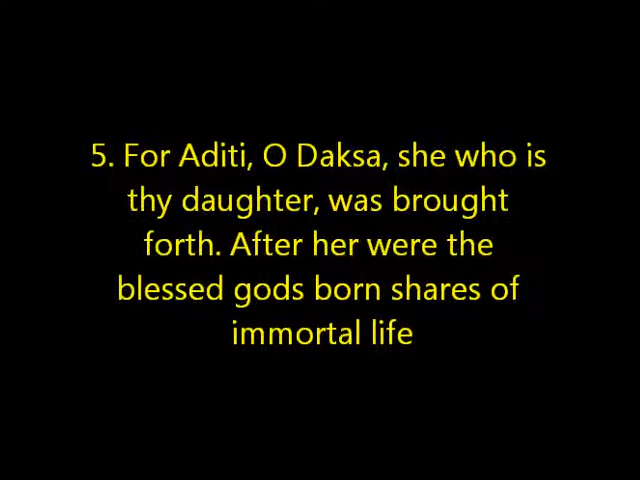 5. For Aditi, O Daksa, she who is
thy daughter, was brought
forth. After her were the
blessed gods born shares of
immortal life